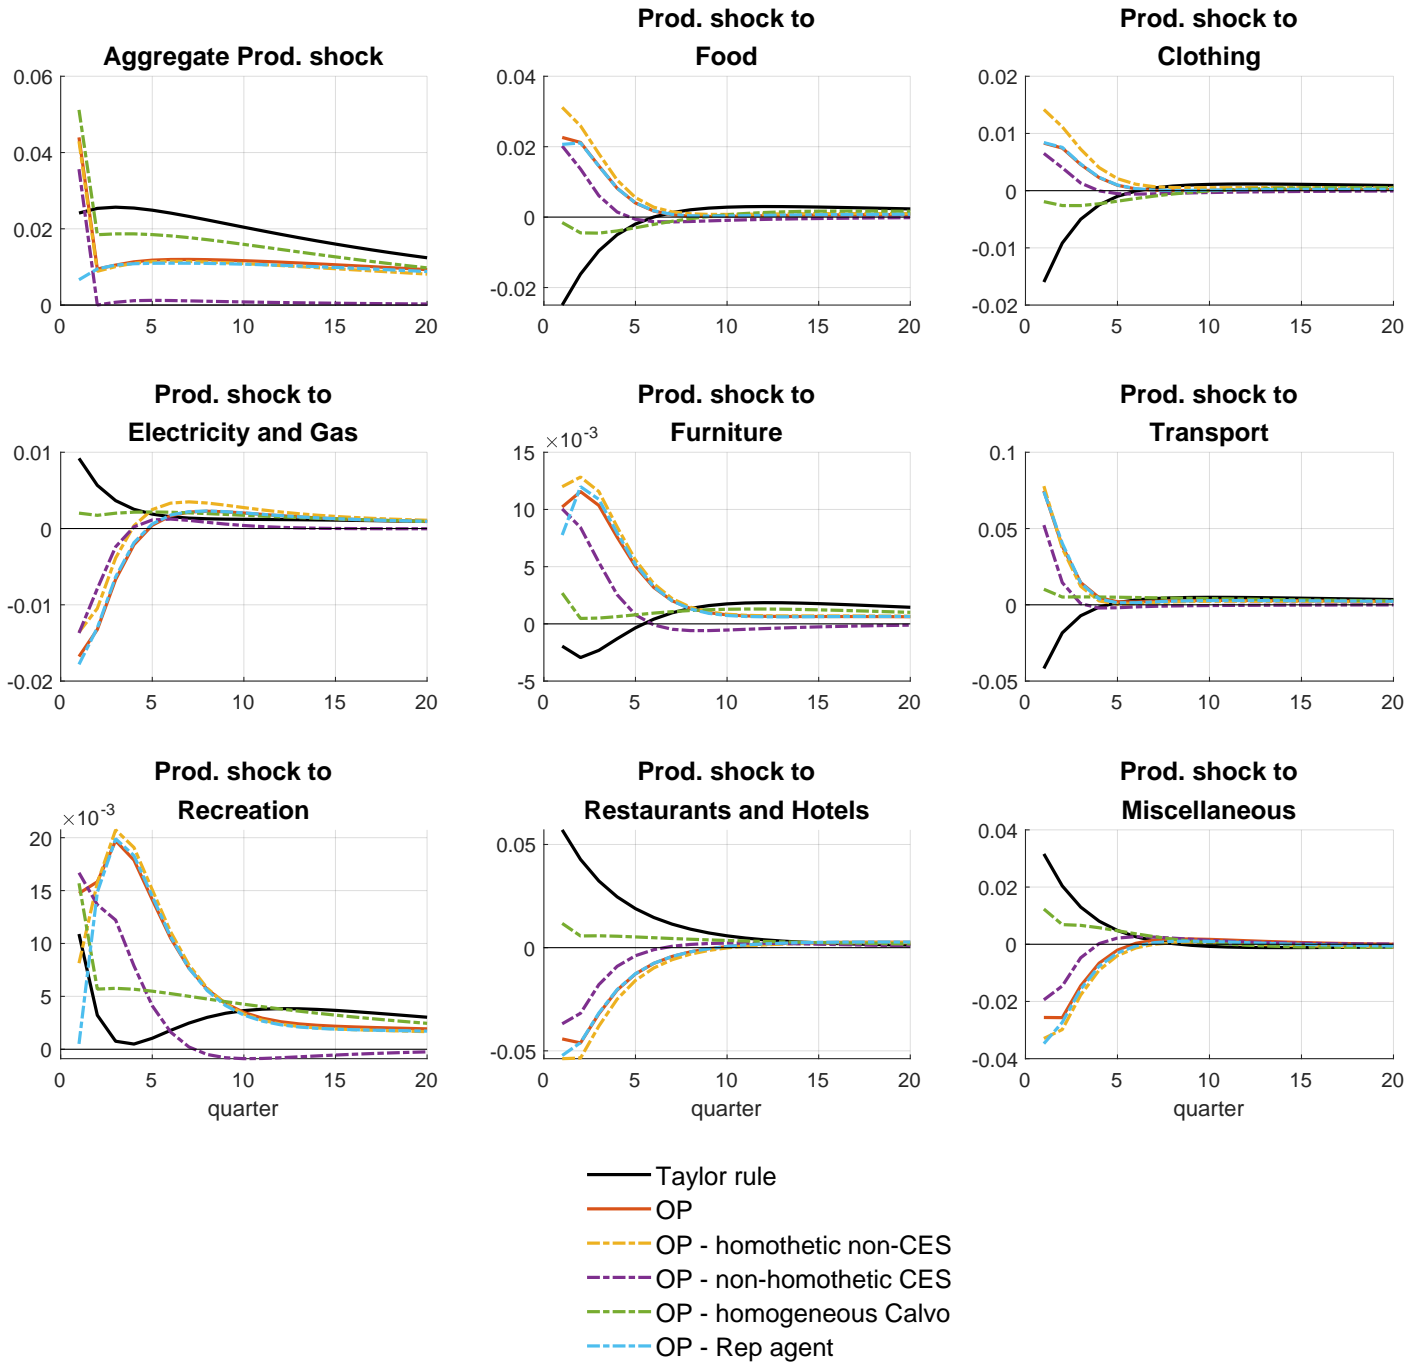 Aggregate Prod. shock
0.06
0.04
0.02
0
0 5 10 15 20
Prod. shock to
Food
0.04
0.02
0
-0.02
0 5 10 15 20
Prod. shock to
Clothing
0.02
0.01
0
-0.01
-0.02
0 5 10 15 20
Prod. shock to
Electricity and Gas
0.01
0
-0.01
-0.02
0 5 10 15 20
Prod. shock to
Furniture
×10-3
15
10
5
0
-5
0 5 10 15 20
Prod. shock to
Transport
0.1
0.05
0
-0.05
0 5 10 15 20
Prod. shock to
Recreation
×10-3
20
15
10
5
0
0 5 10 15 20
quarter
Prod. shock to
Restaurants and Hotels
0.05
0
-0.05
0 5 10 15 20
Prod. shock to
Miscellaneous
0.04
0.02
0
-0.02
-0.04
0 5 10 15 20
quarter
Taylor rule
OP
OP - homothetic non-CES
OP - non-homothetic CES
OP - homogeneous Calvo
OP - Rep agent